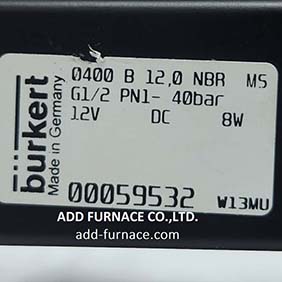 0400 B 12,0 NBR MS
G1/2 PN1- 40bar
12V DC 8W
burkert
Made in Germany
00059532 W13MU
ADD FURNACE CO.,LTD.
add-furnace.com